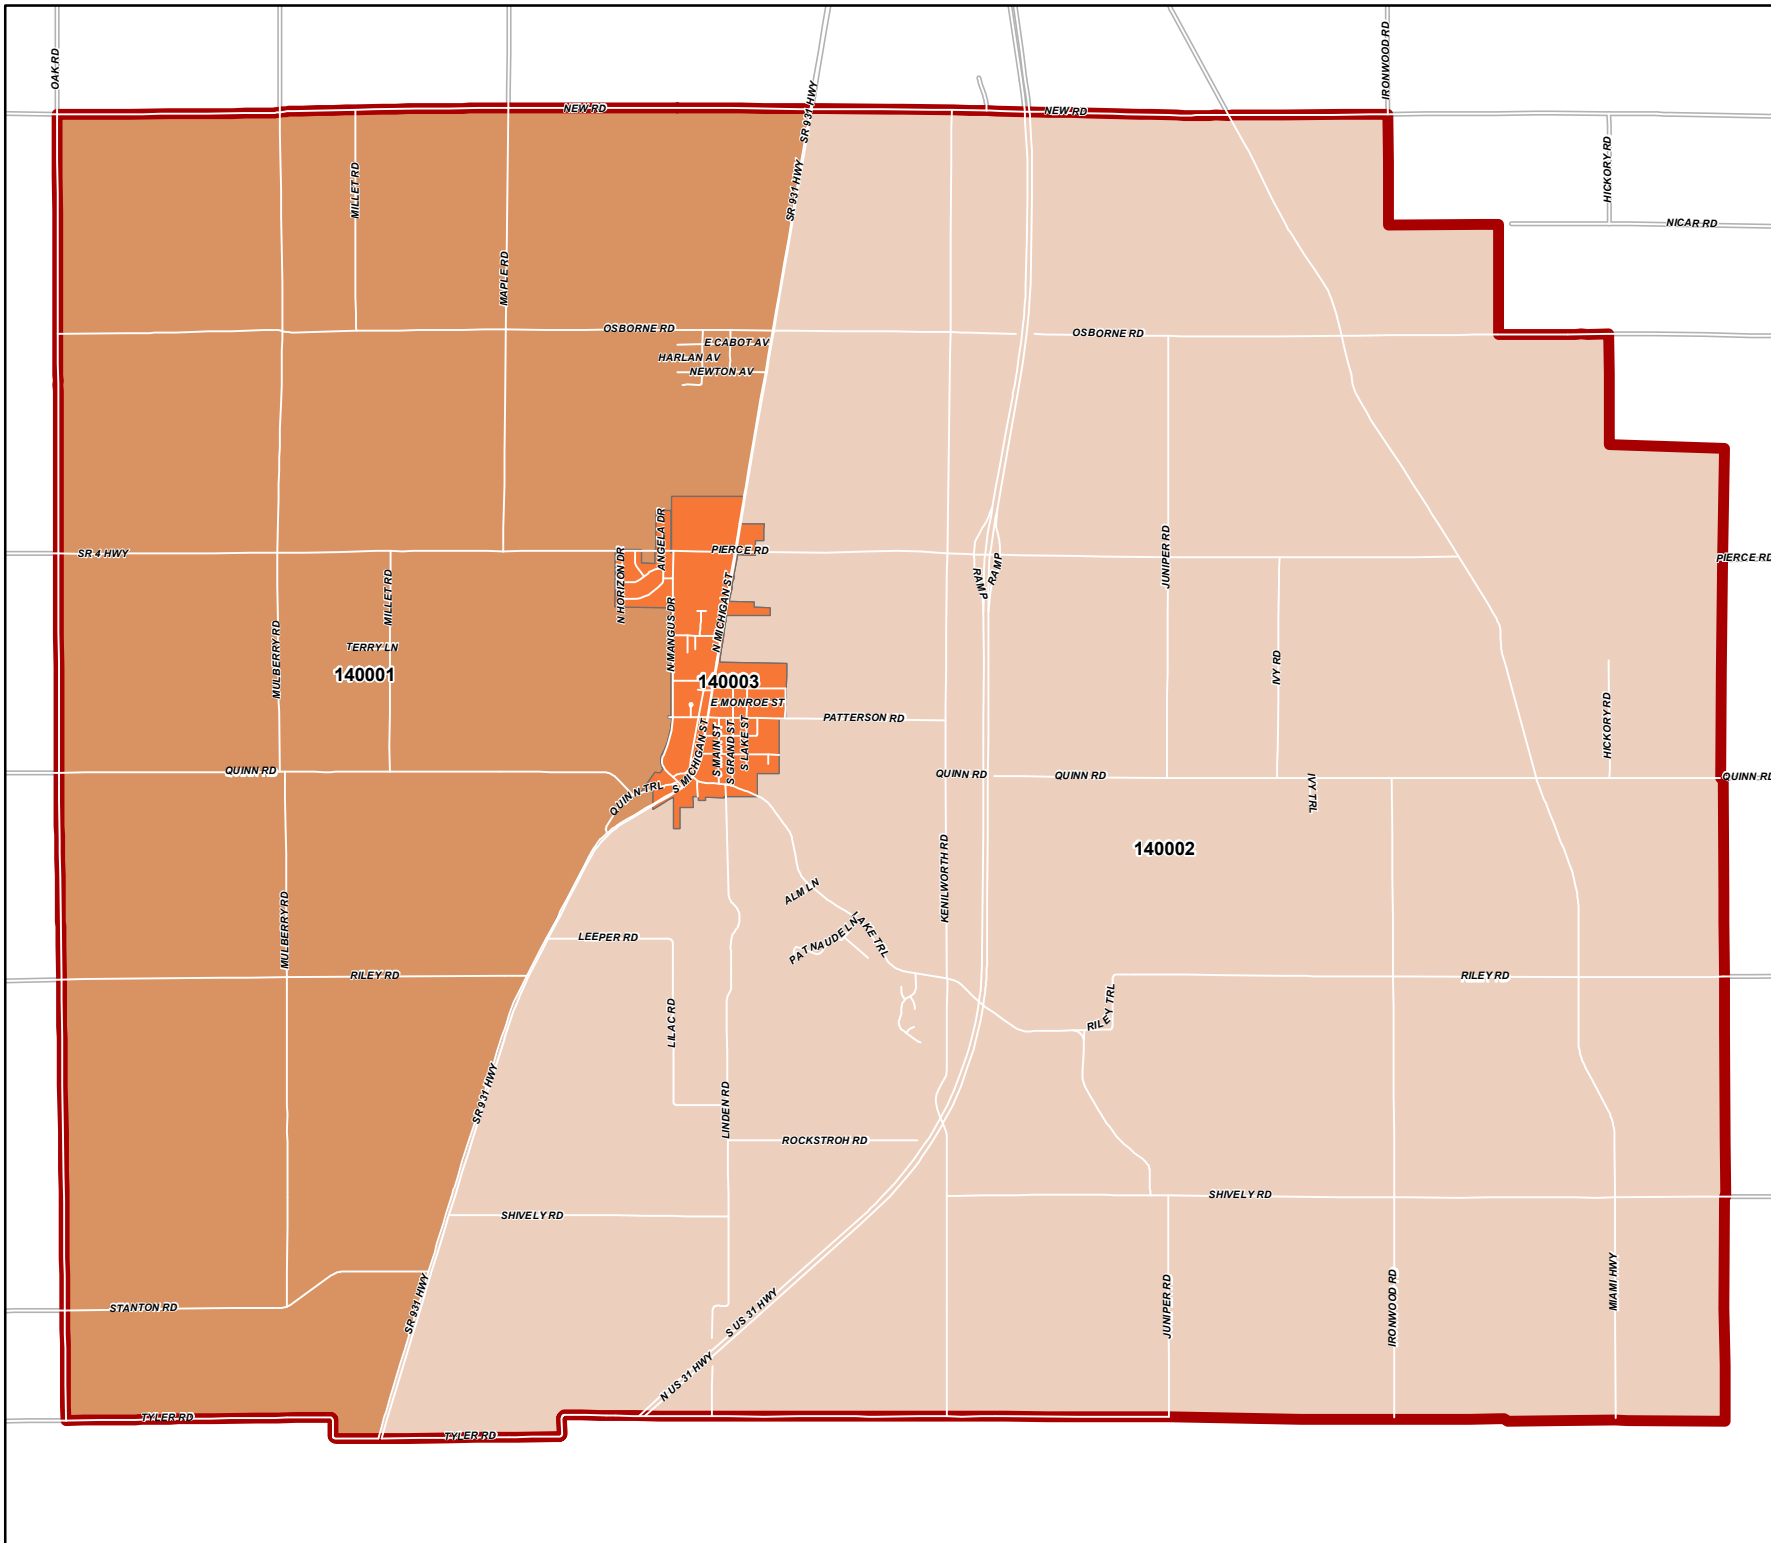 OAK RD
IRONWOOD RD
NEW RD
SR 931 HWY
NEW RD
MILLET RD
SR 931 HWY
HICKORY RD
NICAR RD
MAPLE RD
OSBORNE RD
OSBORNE RD
E CABOT AV
HARLAN AV
NEWTON AV
SR 4 HWY
ANGELA DR
PIERCE RD
PIERCE RD
JUNIPER RD
RAMP
RAMP
N HORIZON DR
MILLET RD
N MANGUS DR
N MICHIGAN ST
MULBERRY RD
TERRY LN
140001
140003
E MONROE ST
IVY RD
PATTERSON RD
HICKORY RD
S MICHIGAN ST
S MAIN ST
S GRAND ST
S LAKE ST
QUINN RD
QUINN RD
QUINN RD
QUINN RD
QUINN TRL
IVY TRL
140002
KENILWORTH RD
ALM LN
LAKE TRL
PATNAUDE LN
MULBERRY RD
LEEPER RD
RILEY RD
RILEY RD
RILEY TRL
LILAC RD
SR 931 HWY
LINDEN RD
ROCKSTROH RD
SHIVELY RD
SHIVELY RD
STANTON RD
SR 931 HWY
S US 31 HWY
N US 31 HWY
JUNIPER RD
IRONWOOD RD
MIAMI HWY
TYLER RD
TYLER RD